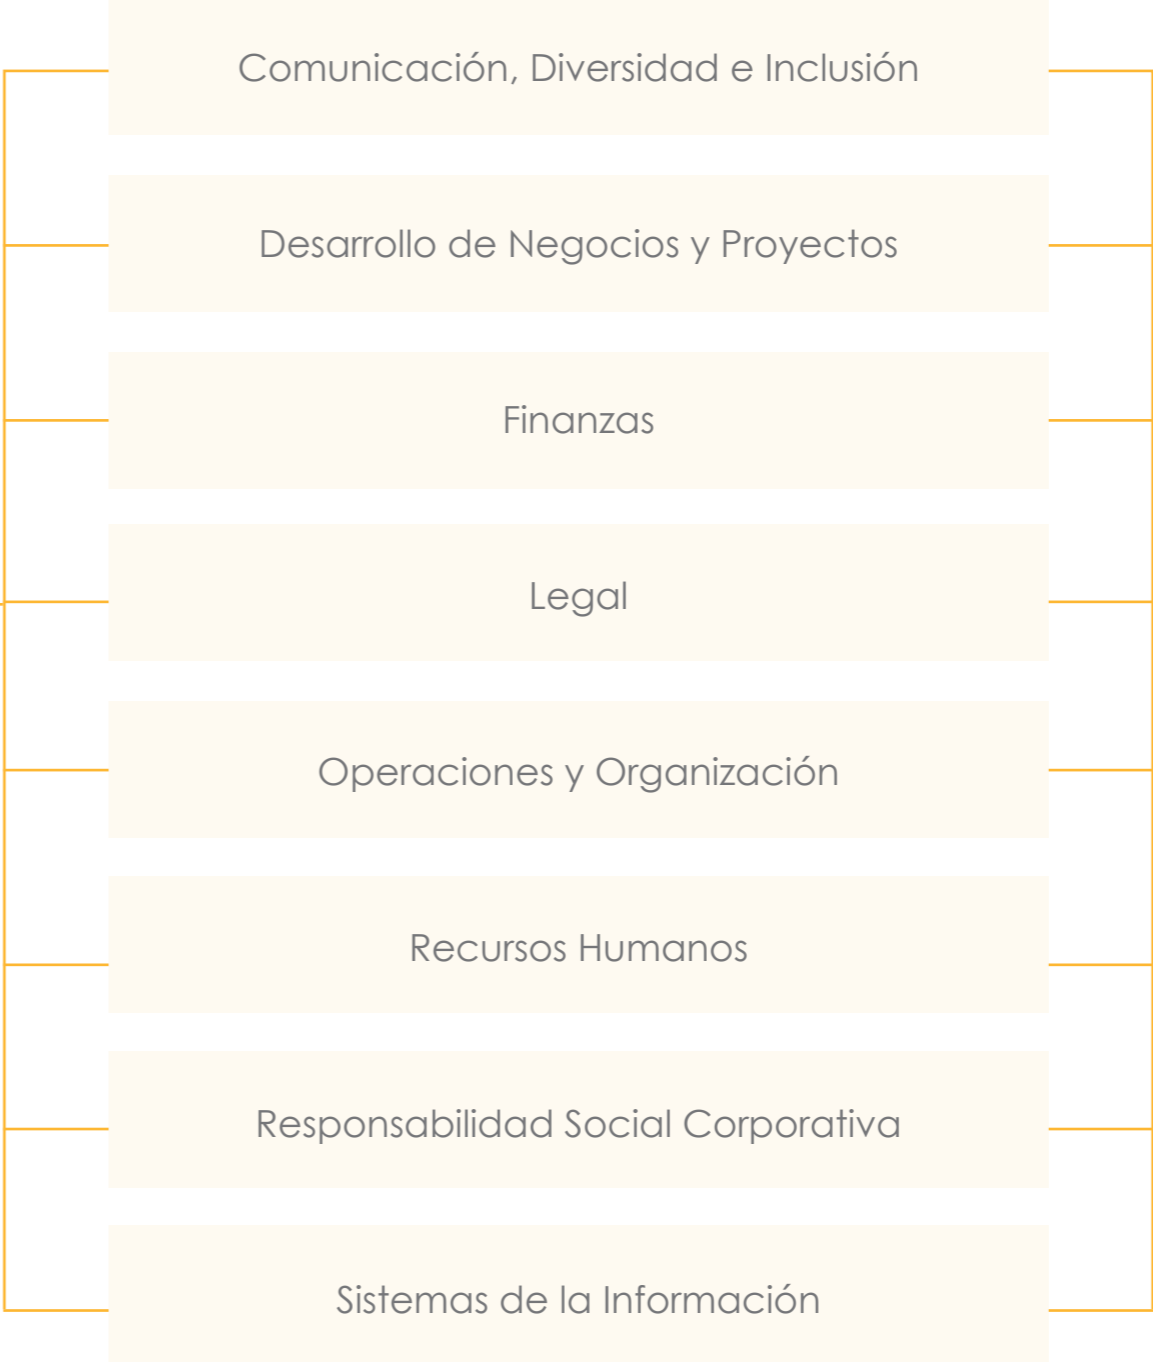 Comunicación, Diversidad e Inclusión
Desarrollo de Negocios y Proyectos
Finanzas
Legal
Operaciones y Organización
Recursos Humanos
Responsabilidad Social Corporativa
Sistemas de la Información